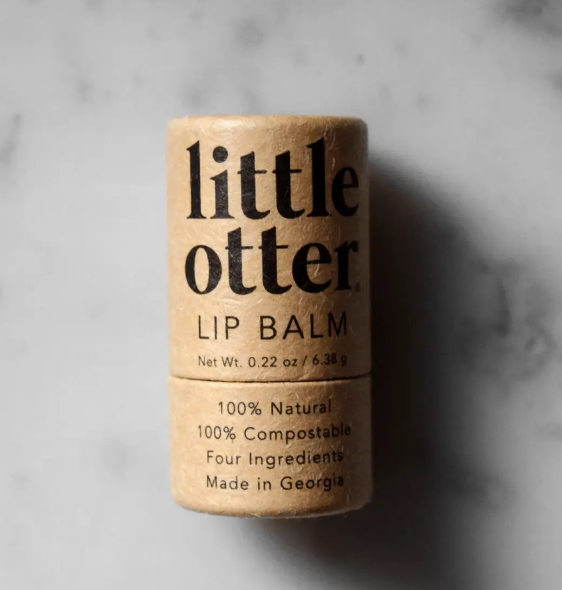 little
otter
LIP BALM
Net Wt. 0.22 oz / 6.38 g
100% Natural
100% Compostable
Four Ingredients
Made in Georgia